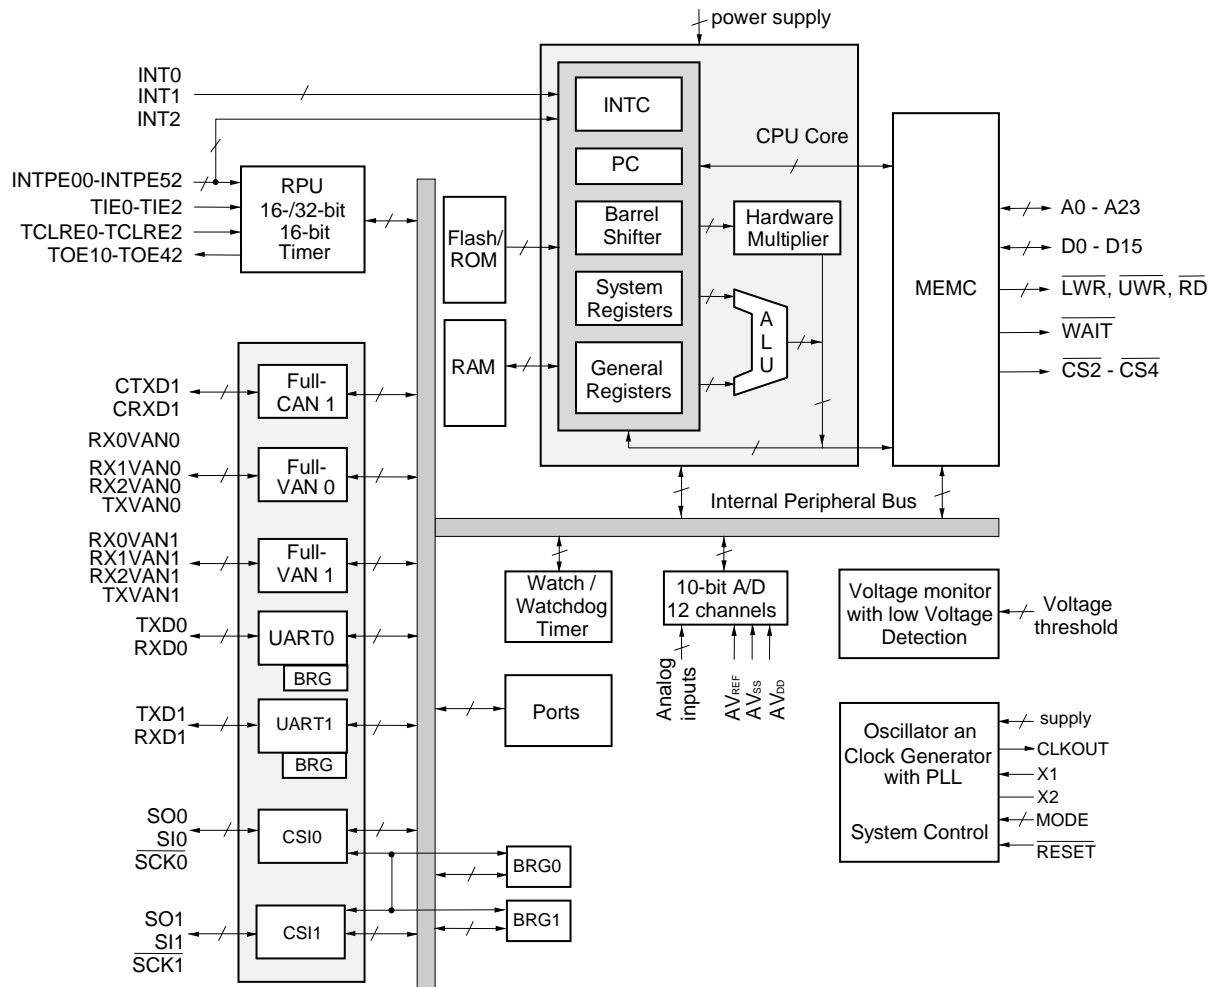 power supply
INT0
INT1
INT2
INTPE00-INTPE52
TIE0-TIE2
TCLRE0-TCLRE2
TOE10-TOE42
RPU
16-/32-bit
16-bit
Timer
Flash/
ROM
RAM
INTC
PC
Barrel
Shifter
System
Registers
General
Registers
CPU Core
Hardware
Multiplier
A
L
U
MEMC
A0 - A23
D0 - D15
LWR, UWR, RD
WAIT
CS2 - CS4
Internal Peripheral Bus
CTXD1
CRXD1
Full-
CAN 1
RX0VAN0
RX1VAN0
RX2VAN0
TXVAN0
Full-
VAN 0
RX0VAN1
RX1VAN1
RX2VAN1
TXVAN1
Full-
VAN 1
TXD0
RXD0
UART0
BRG
TXD1
RXD1
UART1
BRG
SO0
SI0
SCK0
CSI0
SO1
SI1
SCK1
CSI1
BRG0
BRG1
Watch /
Watchdog
Timer
Ports
10-bit A/D
12 channels
Analog
inputs
AVREF
AVSS
AVDD
Voltage monitor
with low Voltage
Detection
Voltage
threshold
Oscillator an
Clock Generator
with PLL
System Control
supply
CLKOUT
X1
X2
MODE
RESET